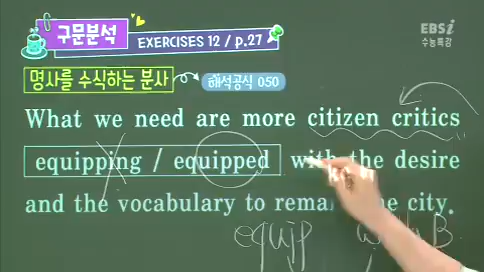 구문분석
EXERCISES 12 / p.27
EBSi
수능특강
명사를 수식하는 분사
해석공식 050
What we need are more citizen critics
equipping / equipped with the desire
and the vocabulary to remake the city.
equip B